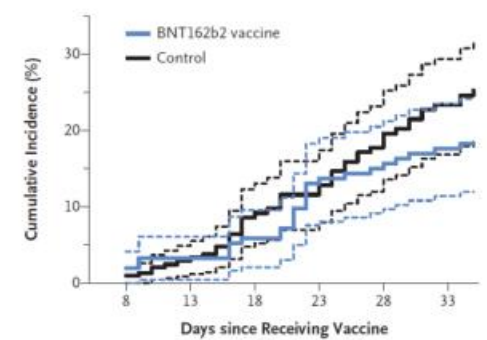 BNT162b2 vaccine
Control
Cumulative Incidence (%)
30
20
10
0
8 13 18 23 28 33
Days since Receiving Vaccine